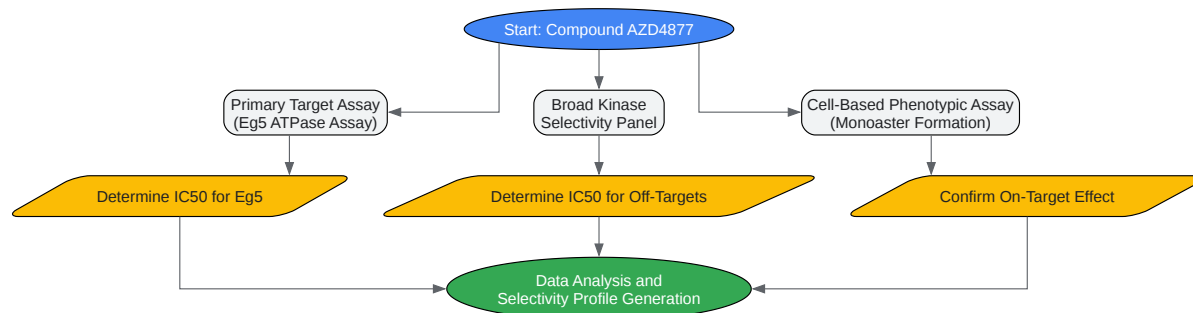 Start: Compound AZD4877
Primary Target Assay
(Eg5 ATPase Assay)
Broad Kinase
Selectivity Panel
Cell-Based Phenotypic Assay
(Monoaster Formation)
Determine IC50 for Eg5
Determine IC50 for Off-Targets
Confirm On-Target Effect
Data Analysis and
Selectivity Profile Generation